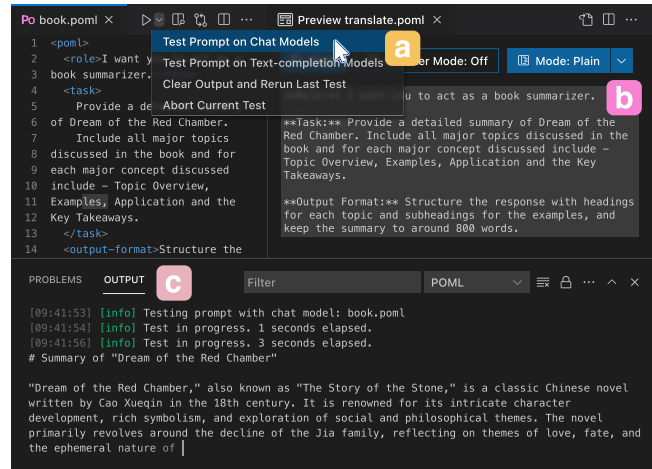 Po book.poml ×
Preview translate.poml ×
1 <poml>
2 <role>I want
3 book summarizer.
4 <task>
5 Provide a de
6 of Dream of the Red Chamber.
7 Include all major topics
8 discussed in the book and for
9 each major concept discussed
10 include – Topic Overview,
11 Examples, Application and the
12 Key Takeaways.
13 </task>
14 <output-format>Structure the
Test Prompt on Chat Models
Test Prompt on Text-completion Models
Clear Output and Rerun Last Test
Abort Current Test
a
er Mode: Off
Mode: Plain
b
u to act as a book summarizer.
**Task:** Provide a detailed summary of Dream of the
Red Chamber. Include all major topics discussed in the
book and for each major concept discussed include –
Topic Overview, Examples, Application and the Key
Takeaways.
**Output Format:** Structure the response with headings
for each topic and subheadings for the examples, and
keep the summary to around 800 words.
PROBLEMS OUTPUT
c
Filter
POML
[09:41:53] [info] Testing prompt with chat model: book.poml
[09:41:54] [info] Test in progress. 1 seconds elapsed.
[09:41:56] [info] Test in progress. 3 seconds elapsed.
# Summary of "Dream of the Red Chamber"
"Dream of the Red Chamber," also known as "The Story of the Stone," is a classic Chinese novel
written by Cao Xueqin in the 18th century. It is renowned for its intricate character
development, rich symbolism, and exploration of social and philosophical themes. The novel
primarily revolves around the decline of the Jia family, reflecting on themes of love, fate, and
the ephemeral nature of